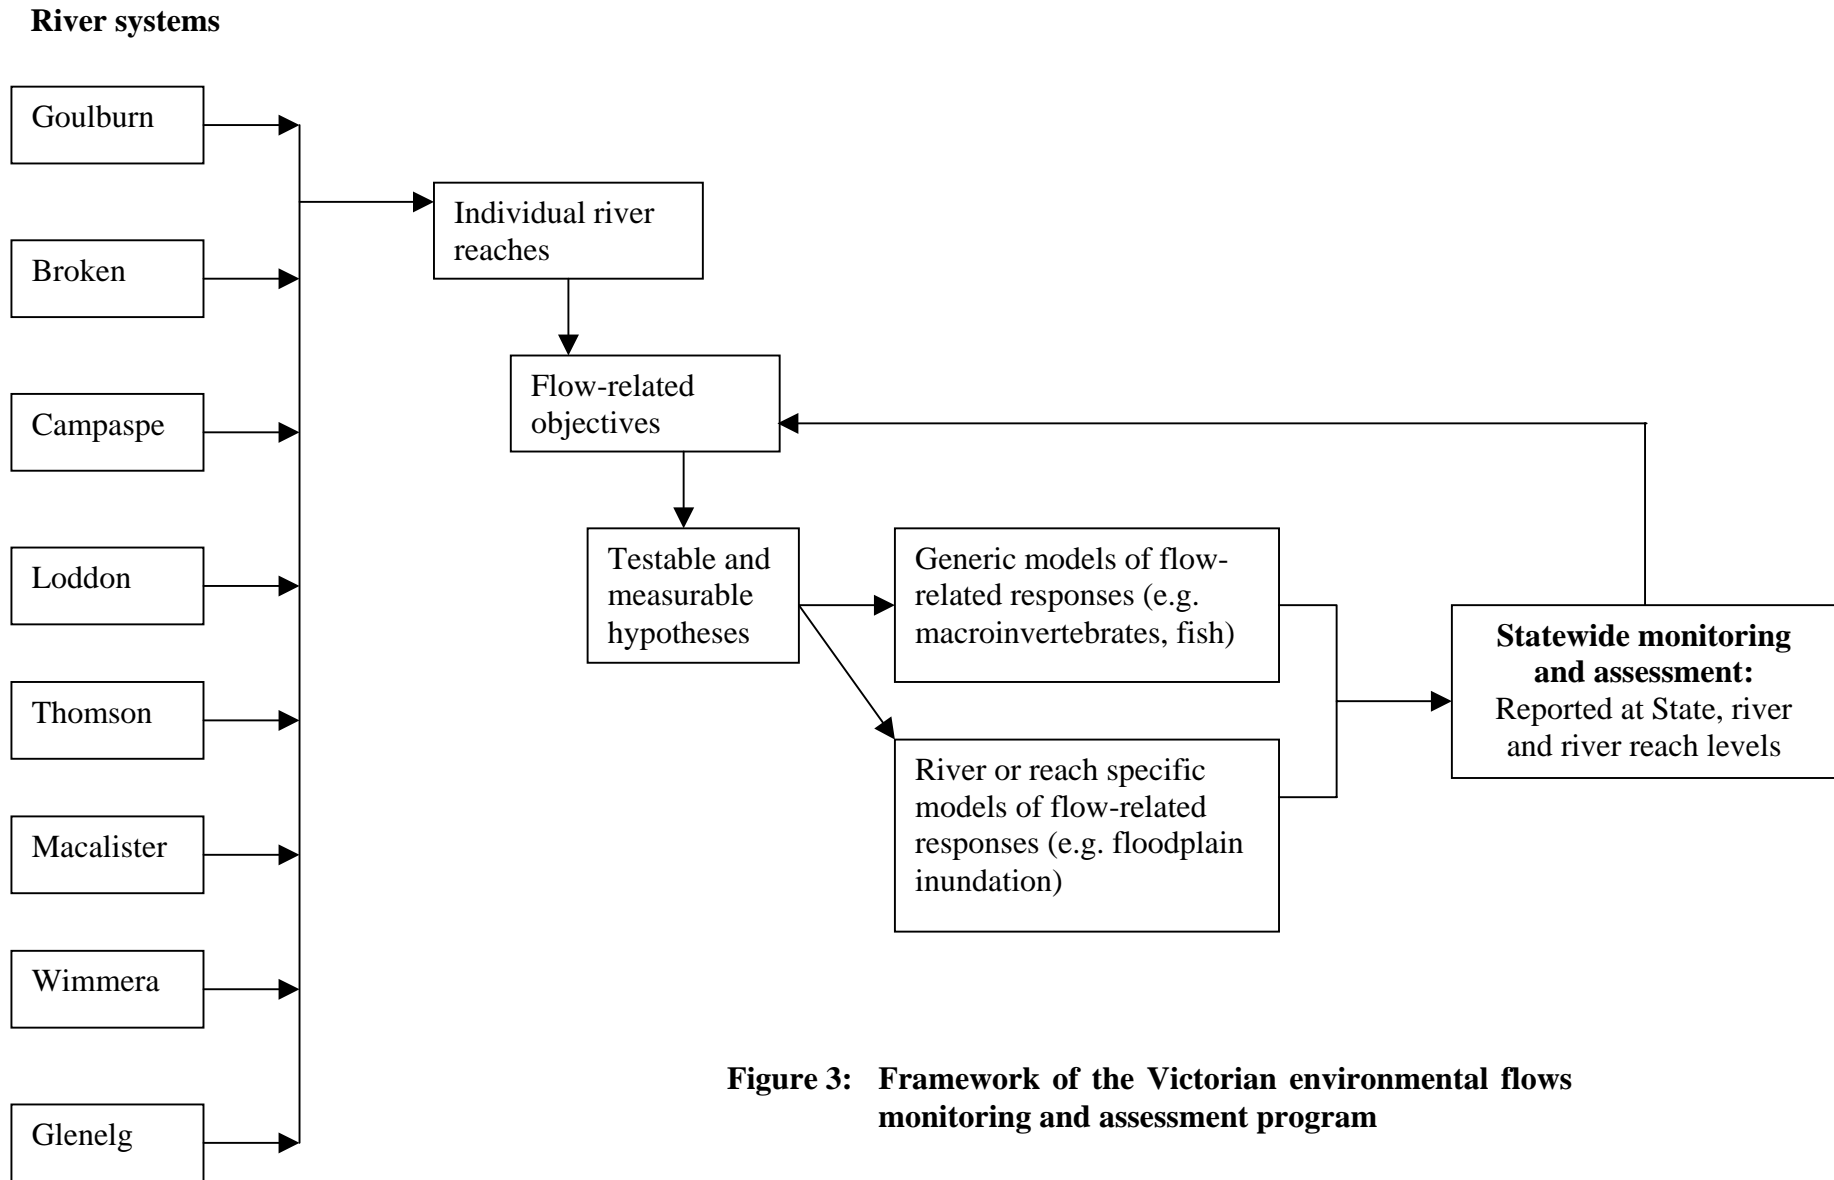 River systems
Goulburn
Broken
Campaspe
Loddon
Thomson
Macalister
Wimmera
Glenelg
Individual river
reaches
Flow-related
objectives
Testable and
measurable
hypotheses
Generic models of flow-
related responses (e.g.
macroinvertebrates, fish)
River or reach specific
models of flow-related
responses (e.g. floodplain
inundation)
Statewide monitoring
and assessment:
Reported at State, river
and river reach levels
Figure 3: Framework of the Victorian environmental flows
monitoring and assessment program